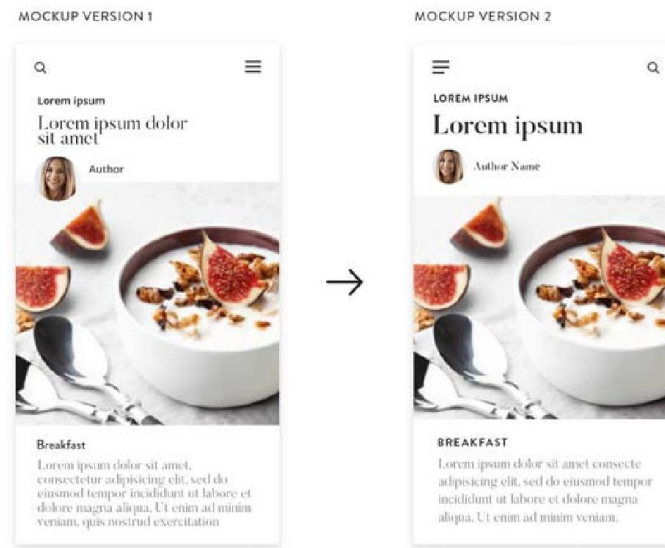 MOCKUP VERSION 1
Lorem ipsum
Lorem ipsum dolor
sit amet
Author
Breakfast
Lorem ipsum dolor sit amet,
consectetur adipisicing elit, sed do
eiusmod tempor incididunt ut labore et
dolore magna aliqua. Ut enim ad minim
veniam, quis nostrud exercitation
MOCKUP VERSION 2
LOREM IPSUM
Lorem ipsum
Author Name
BREAKFAST
Lorem ipsum dolor sit amet consecte
adipisicing elit, sed do eiusmod tempor
incididunt ut labore et dolore magna
aliqua. Ut enim ad minim veniam.